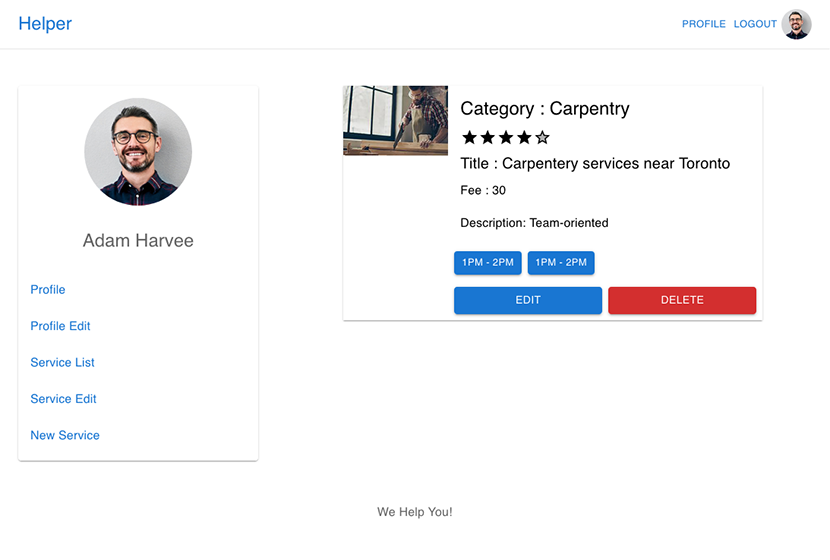 Helper
PROFILE LOGOUT
Adam Harvee
Profile
Profile Edit
Service List
Service Edit
New Service
Category : Carpentry
Title : Carpentery services near Toronto
Fee : 30
Description: Team-oriented
1PM - 2PM 1PM - 2PM
EDIT DELETE
We Help You!